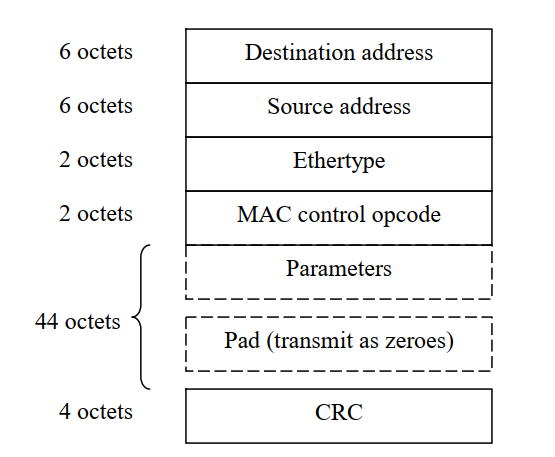 6 octets Destination address
6 octets Source address
2 octets Ethertype
2 octets MAC control opcode
Parameters
44 octets
Pad (transmit as zeroes)
4 octets CRC